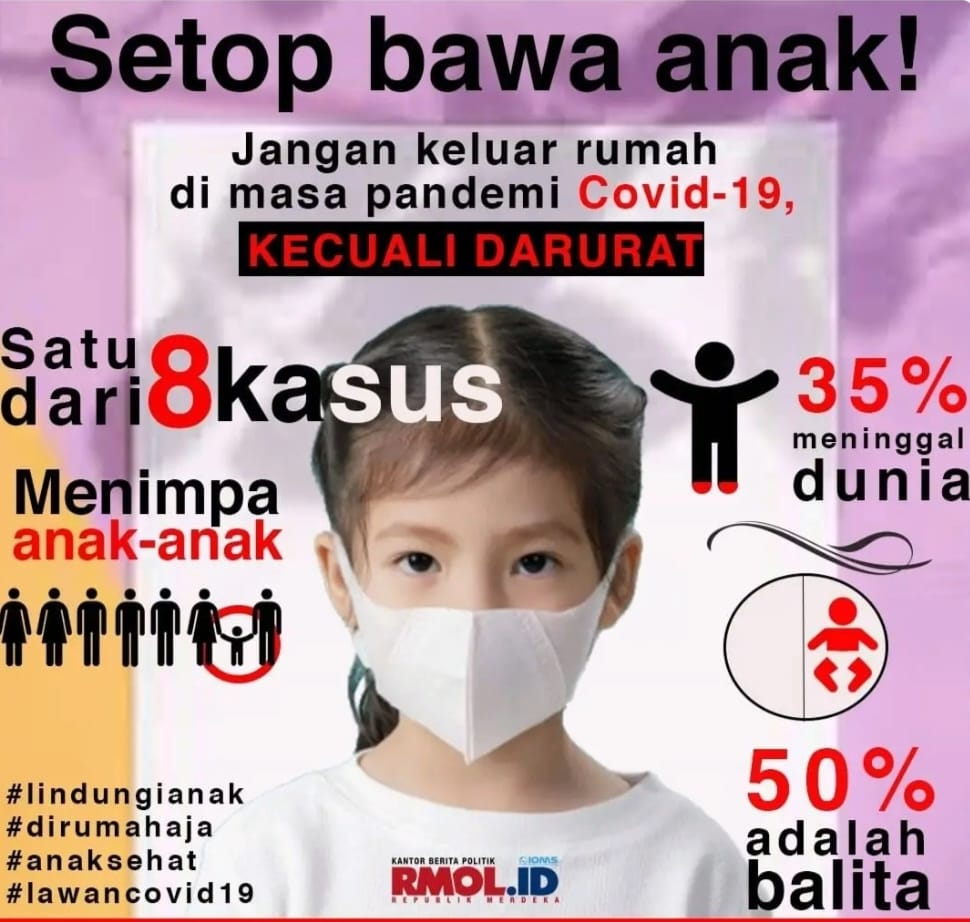 Setop bawa anak!
Jangan keluar rumah
di masa pandemi Covid-19,
KECUALI DARURAT
Satu
dari 8 kasus
Menimpa
anak-anak
35%
meninggal
dunia
50%
adalah
balita
#lindungianak
#dirumahaja
#anaksehat
#lawancovid19
KANTOR BERITA POLITIK
RMOL.ID
REPUBLIK MERDEKA